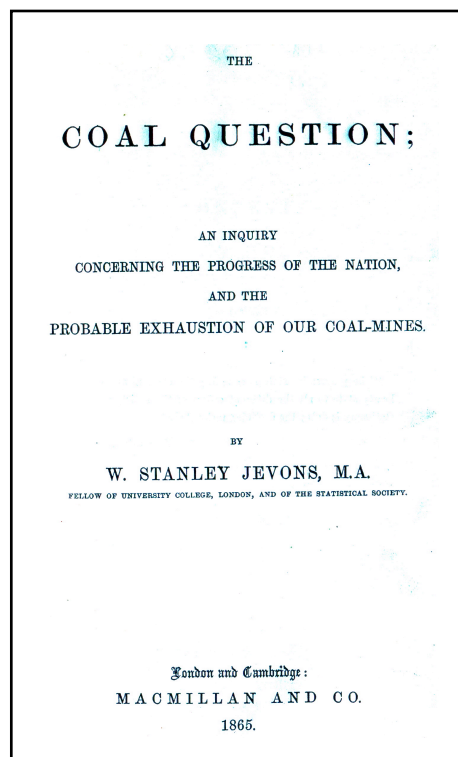 THE
COAL QUESTION;
AN INQUIRY
CONCERNING THE PROGRESS OF THE NATION,
AND THE
PROBABLE EXHAUSTION OF OUR COAL-MINES.
BY
W. STANLEY JEVONS, M.A.
FELLOW OF UNIVERSITY COLLEGE, LONDON, AND OF THE STATISTICAL SOCIETY.
London and Cambridge:
MACMILLAN AND CO.
1865.